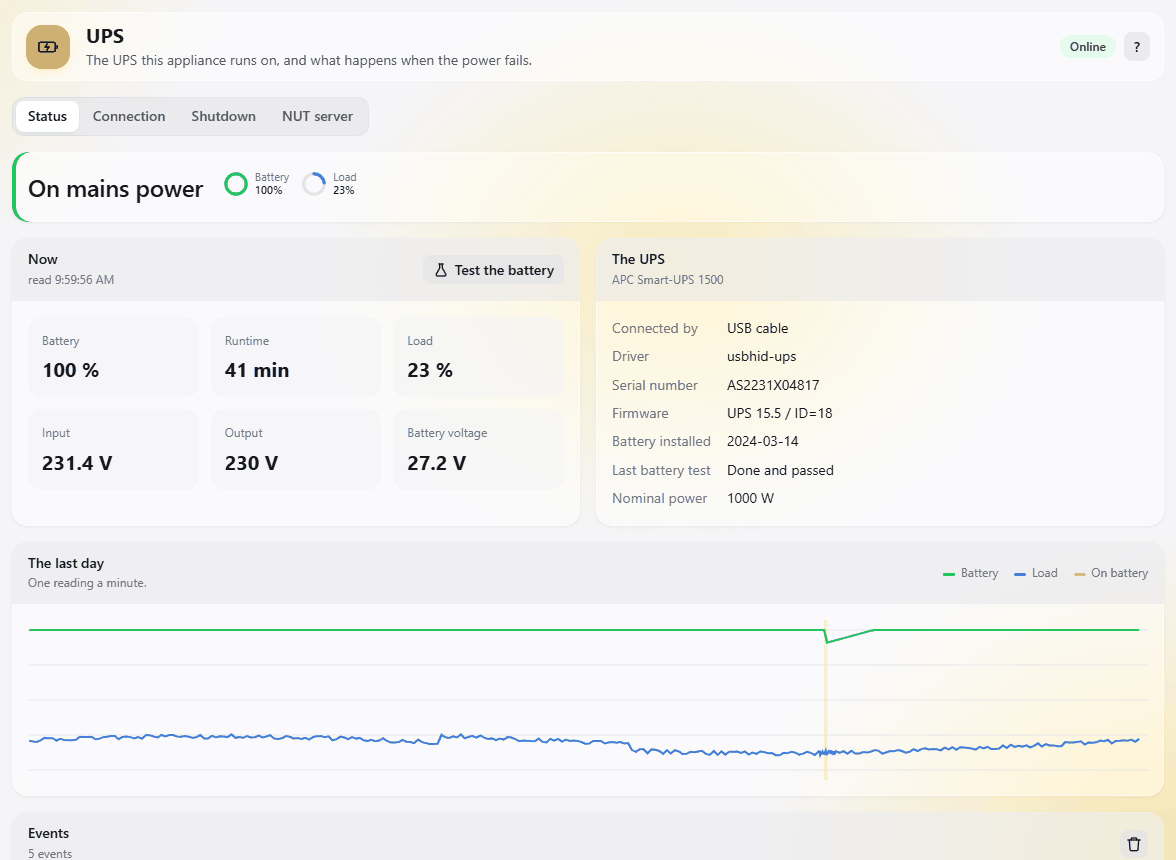 UPS
The UPS this appliance runs on, and what happens when the power fails.
Online
?
Status
Connection
Shutdown
NUT server
On mains power
Battery
100%
Load
23%
Now
read 9:59:56 AM
Test the battery
Battery
100 %
Runtime
41 min
Load
23 %
Input
231.4 V
Output
230 V
Battery voltage
27.2 V
The UPS
APC Smart-UPS 1500
Connected by USB cable
Driver usbhid-ups
Serial number AS2231X04817
Firmware UPS 15.5 / ID=18
Battery installed 2024-03-14
Last battery test Done and passed
Nominal power 1000 W
The last day
One reading a minute.
Battery
Load
On battery
Events
5 events